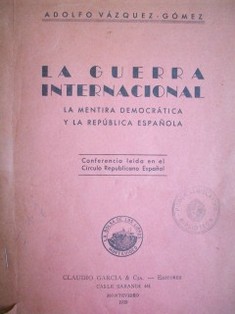 ADOLFO VÁZQUEZ-GÓMEZ
LA GUERRA
INTERNACIONAL
LA MENTIRA DEMOCRÁTICA
Y LA REPÚBLICA ESPAÑOLA
Conferencia leída en el
Círculo Republicano Español
CLAUDIO GARCIA & Cía. — EDITORES
CALLE SARANDI 441
MONTEVIDEO